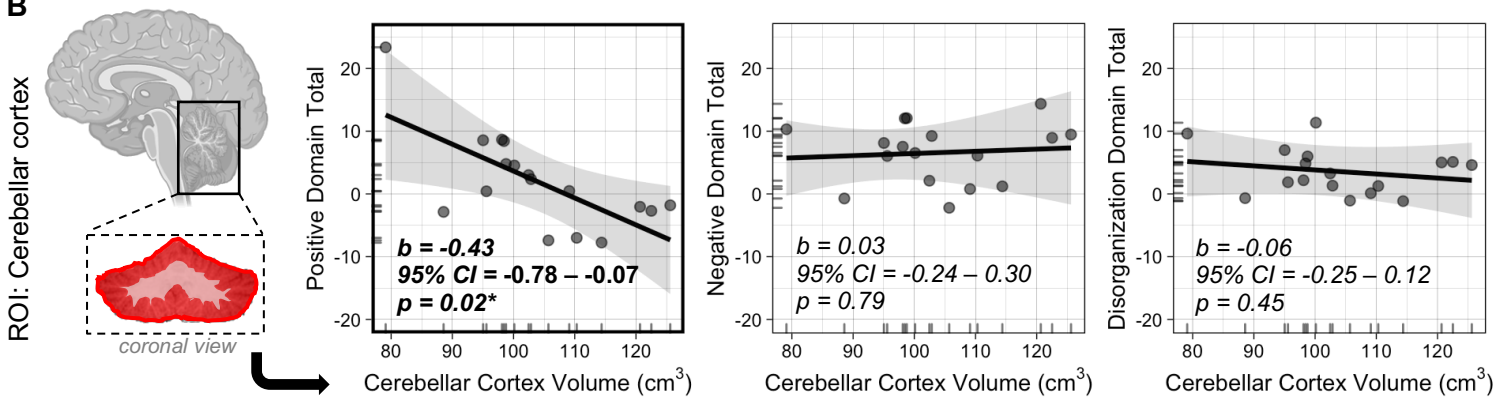 B
ROI: Cerebellar cortex
coronal view
Positive Domain Total
20
10
0
-10
-20
b = -0.43
95% CI = -0.78 – -0.07
p = 0.02*
80 90 100 110 120
Cerebellar Cortex Volume (cm³)
Negative Domain Total
20
10
0
-10
-20
b = 0.03
95% CI = -0.24 – 0.30
p = 0.79
80 90 100 110 120
Cerebellar Cortex Volume (cm³)
Disorganization Domain Total
20
10
0
-10
-20
b = -0.06
95% CI = -0.25 – 0.12
p = 0.45
80 90 100 110 120
Cerebellar Cortex Volume (cm³)